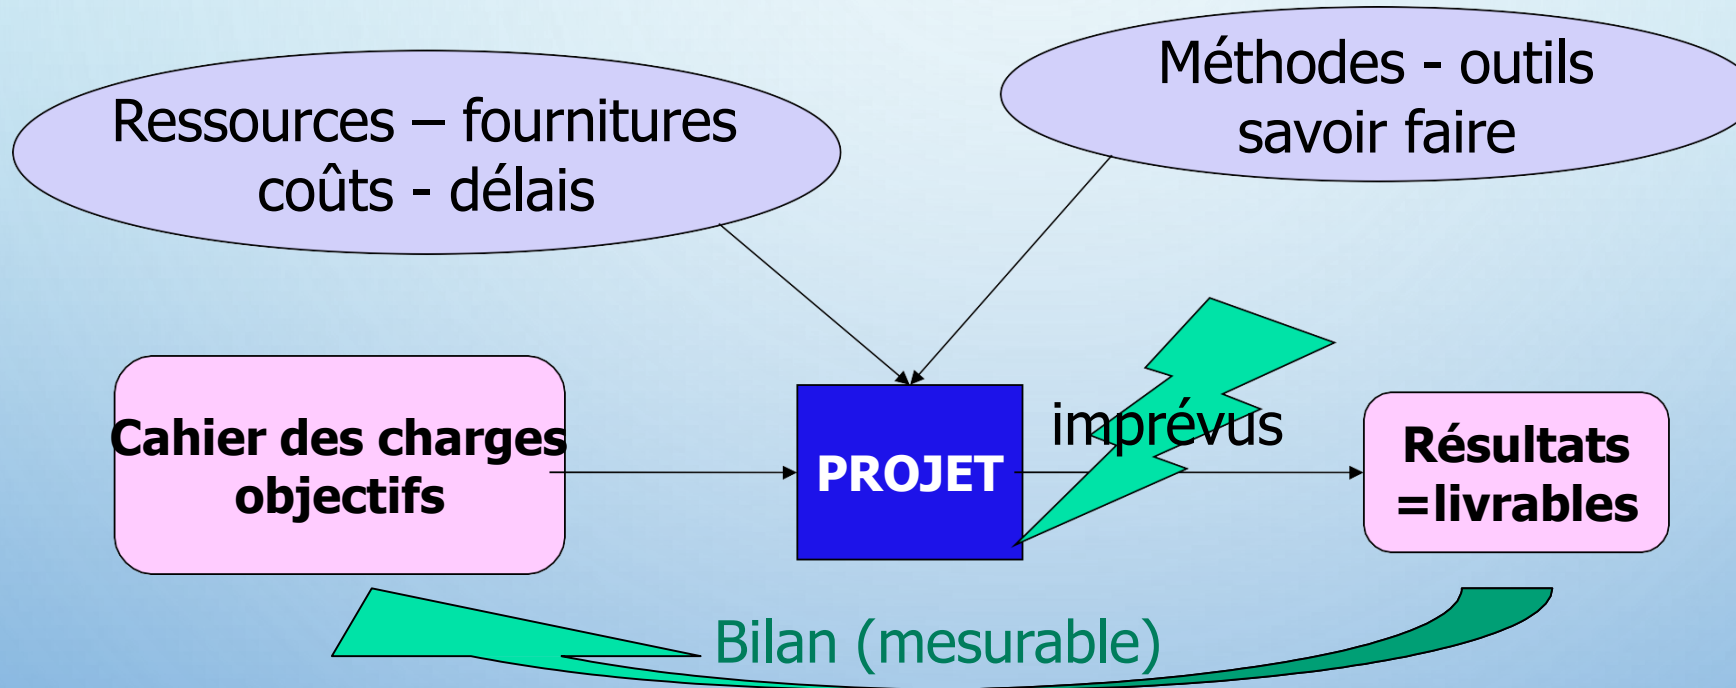 Ressources – fournitures
coûts - délais
Méthodes - outils
savoir faire
Cahier des charges
objectifs
PROJET
imprévus
Résultats
=livrables
Bilan (mesurable)